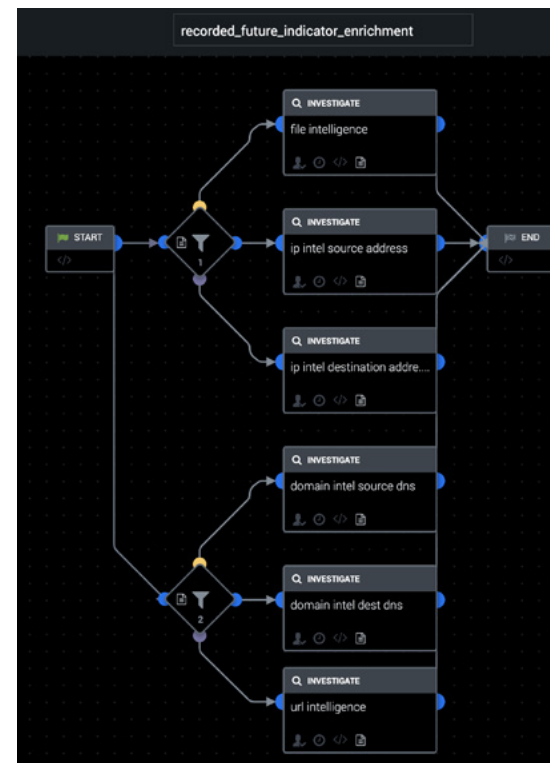 recorded_future_indicator_enrichment
INVESTIGATE
file intelligence
START
</>
1
INVESTIGATE
ip intel source address
END
</>
INVESTIGATE
ip intel destination addre....
INVESTIGATE
domain intel source dns
2
INVESTIGATE
domain intel dest dns
INVESTIGATE
url intelligence